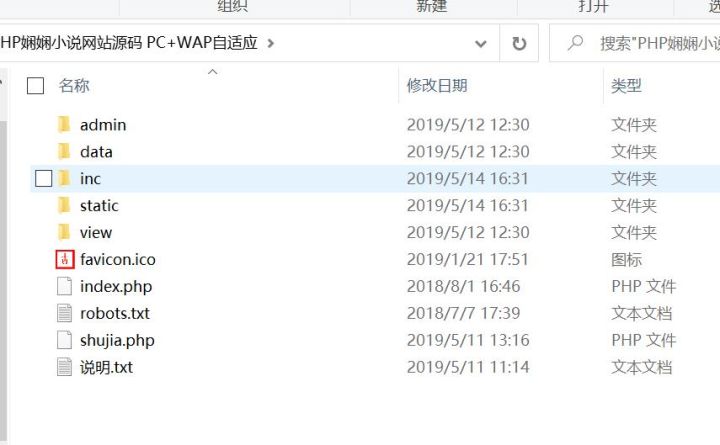 组织 新建 打开 选
HP娴娴小说网站源码 PC+WAP自适应 搜索"PHP娴娴小说
名称 修改日期 类型
admin 2019/5/12 12:30 文件夹
data 2019/5/12 12:30 文件夹
inc 2019/5/14 16:31 文件夹
static 2019/5/14 16:31 文件夹
view 2019/5/12 12:30 文件夹
favicon.ico 2019/1/21 17:51 图标
index.php 2018/8/1 16:46 PHP 文件
robots.txt 2018/7/7 17:39 文本文档
shujia.php 2019/5/11 13:16 PHP 文件
说明.txt 2019/5/11 11:14 文本文档